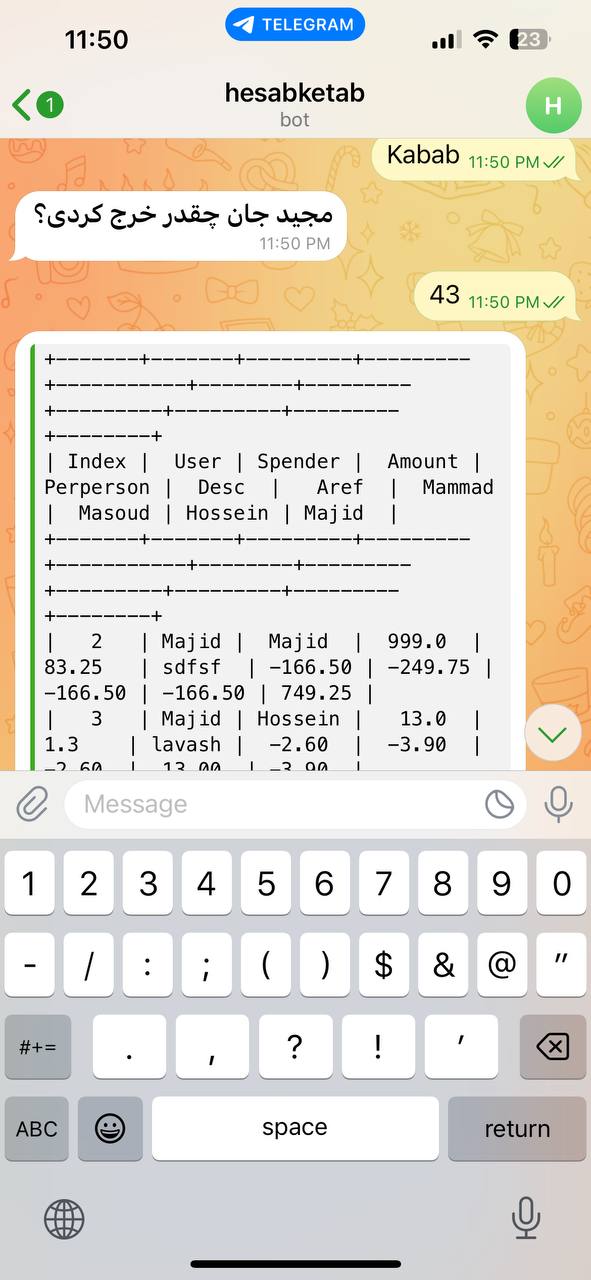 11:50
TELEGRAM
23
1
hesabketab
bot
H
Kabab 11:50 PM
مجید جان چقدر خرج کردی؟
11:50 PM
43 11:50 PM
+-------+-------+---------+---------
+-----------+--------+---------
+---------+---------+---------
+--------+
| Index |  User | Spender |  Amount |
Perperson |  Desc  |   Aref  |  Mammad
|  Masoud | Hossein | Majid  |
+-------+-------+---------+---------
+-----------+--------+---------
+---------+---------+---------
+--------+
|   2   | Majid |  Majid  |  999.0  |
83.25   | sdfsf  | -166.50 | -249.75 |
-166.50 | -166.50 | 749.25 |
|   3   | Majid | Hossein |   13.0  |
1.3     | lavash |  -2.60  |  -3.90  |
-2.60  |  13.00  | -3.90  |
Message
1 2 3 4 5 6 7 8 9 0
- / : ; ( ) $ & @ "
#+= . , ? ! '
ABC space return